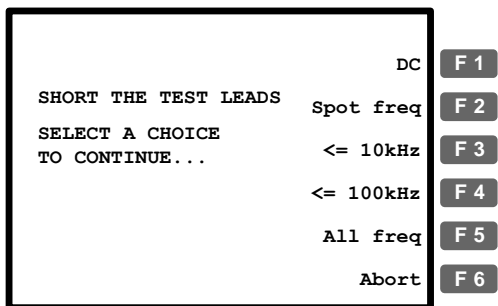 DC F 1
SHORT THE TEST LEADS
Spot freq F 2
SELECT A CHOICE
TO CONTINUE...
<= 10kHz F 3
<= 100kHz F 4
All freq F 5
Abort F 6